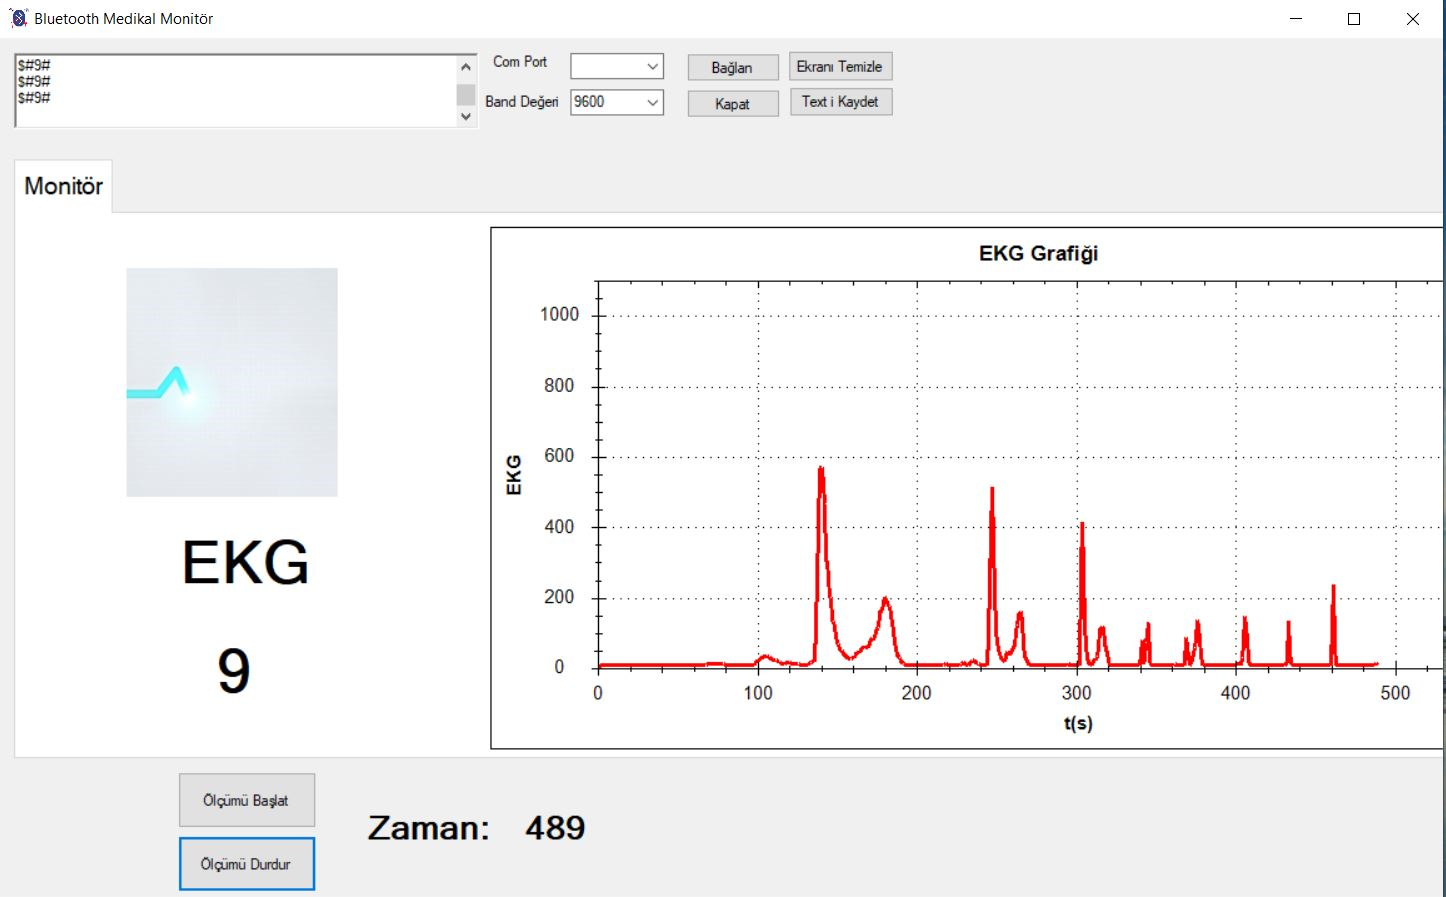 Bluetooth Medikal Monitör
$#9#
$#9#
$#9#
Com Port
Bağlan
Ekranı Temizle
Band Değeri
9600
Kapat
Text i Kaydet
Monitör
EKG Grafiği
1000
800
600
400
200
0
EKG
0 100 200 300 400 500
t(s)
EKG
9
Ölçümü Başlat
Ölçümü Durdur
Zaman: 489